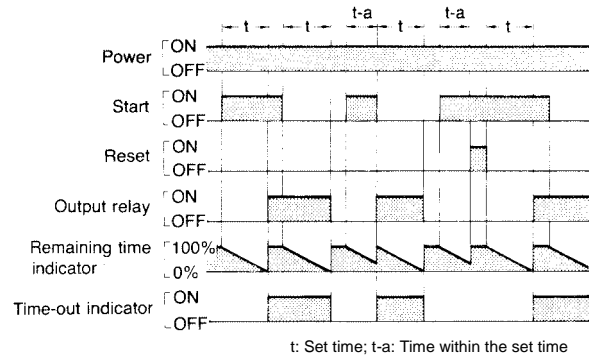 t t t-a t t-a t
Power ON
OFF
Start ON
OFF
Reset ON
OFF
Output relay ON
OFF
Remaining time
indicator 100%
0%
Time-out indicator ON
OFF
t: Set time; t-a: Time within the set time